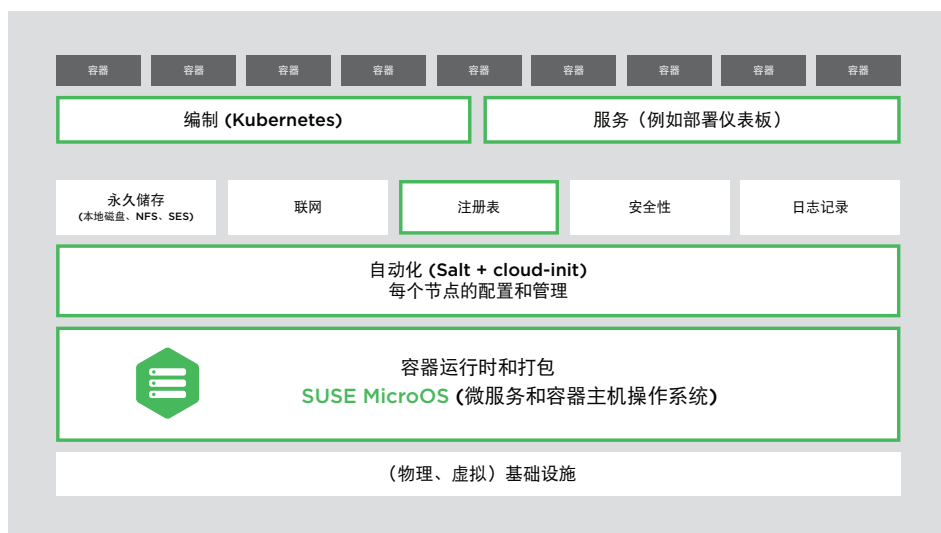 容器 容器 容器 容器 容器 容器 容器 容器 容器
编制 (Kubernetes)
服务（例如部署仪表板）
永久储存
(本地磁盘、NFS、SES)
联网
注册表
安全性
日志记录
自动化 (Salt + cloud-init)
每个节点的配置和管理
容器运行时和打包
SUSE MicroOS (微服务和容器主机操作系统)
（物理、虚拟）基础设施